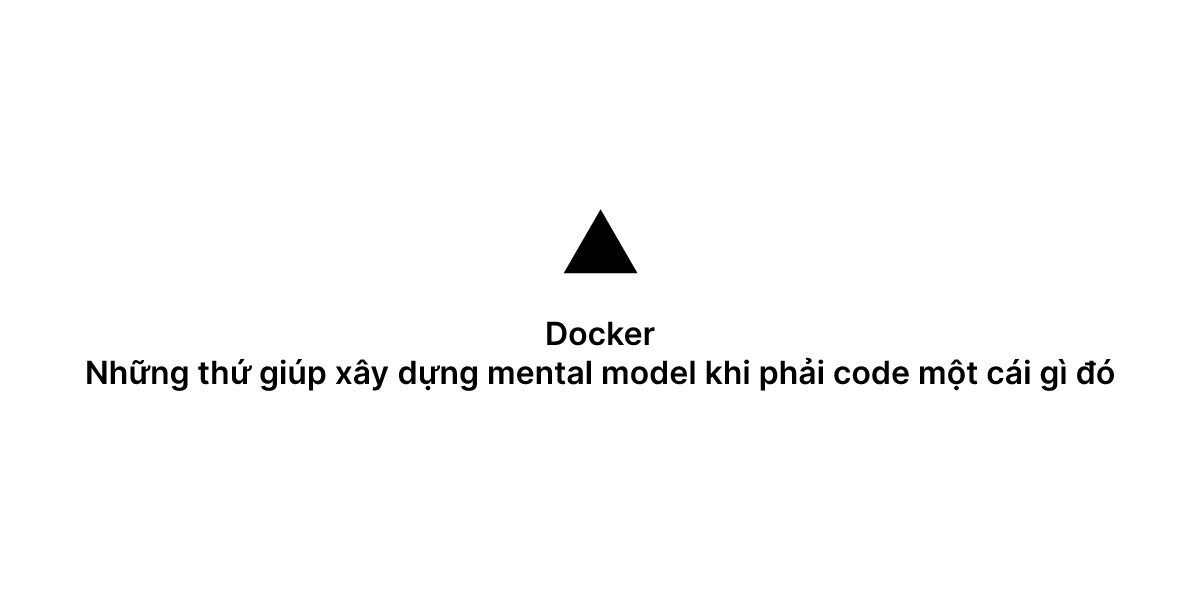 Docker
Những thứ giúp xây dựng mental model khi phải code một cái gì đó